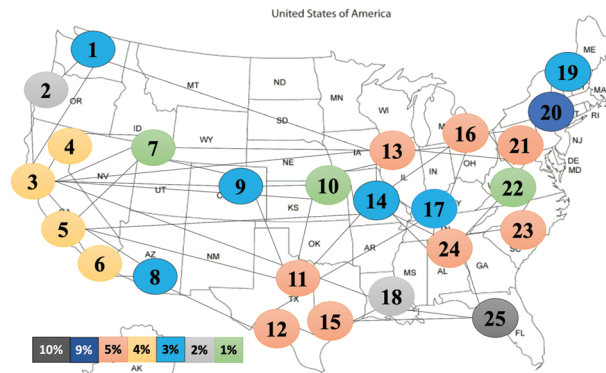 United States of America
ME
1
19
2
OR
MT
ND
MN
MA
20
RI
ID
WI
4
7
WY
SD
IA
13
16
21
NJ
OH
DE
MD
3
NV
UT
9
NE
10
IL
IN
22
KS
14
17
5
OK
AR
23
6
AZ
8
NM
11
TX
MS
AL
24
GA
18
12
15
25
FL
10% 9% 5% 4% 3% 2% 1%
AK